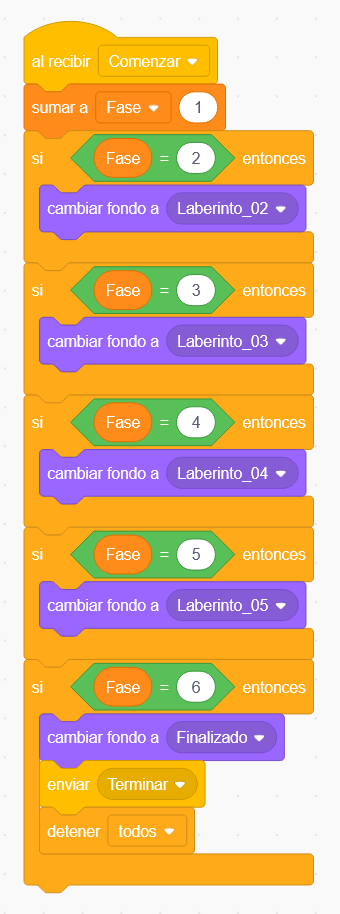 al recibir Comenzar
sumar a Fase 1
si Fase = 2 entonces
cambiar fondo a Laberinto_02
si Fase = 3 entonces
cambiar fondo a Laberinto_03
si Fase = 4 entonces
cambiar fondo a Laberinto_04
si Fase = 5 entonces
cambiar fondo a Laberinto_05
si Fase = 6 entonces
cambiar fondo a Finalizado
enviar Terminar
detener todos